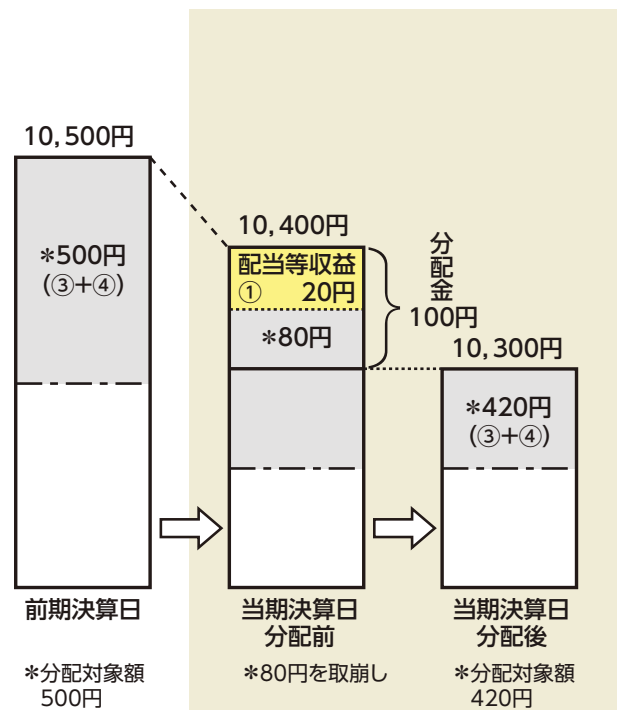 10,500円
*500円
(③+④)
前期決算日
*分配対象額
500円
10,400円
配当等収益
① 20円
*80円
分配金
100円
当期決算日
分配前
*80円を取崩し
10,300円
*420円
(③+④)
当期決算日
分配後
*分配対象額
420円